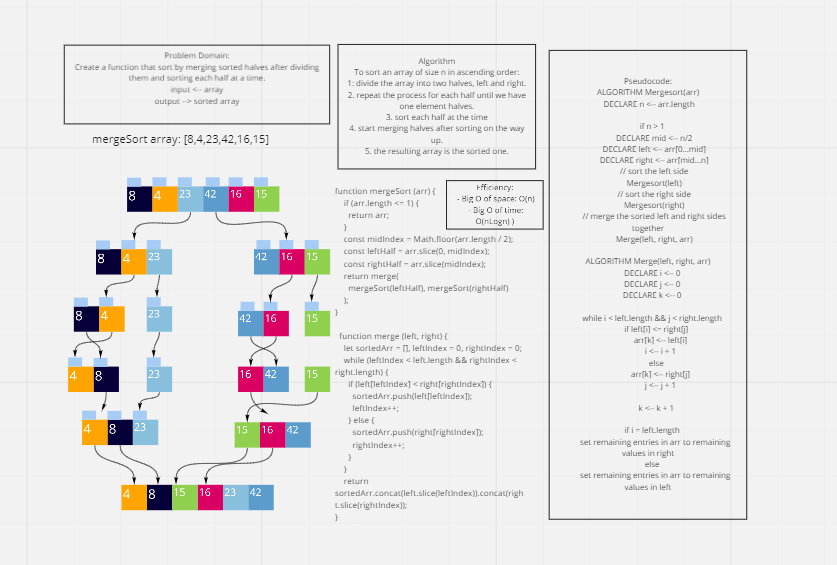 Problem Domain:
Create a function that sort by merging sorted halves after dividing
them and sorting each half at a time.
input <-- array
output --> sorted array
mergeSort array: [8,4,23,42,16,15]
8 4 23 42 16 15
8 4 23
42 16 15
8 4
23
42 16
15
4 8
23
16 42
15
4 8 23
15 16 42
4 8 15 16 23 42
Algorithm
To sort an array of size n in ascending order:
1: divide the array into two halves, left and right.
2. repeat the process for each half until we have
one element halves.
3. sort each half at the time
4. start merging halves after sorting on the way
up.
5. the resulting array is the sorted one.
Efficiency:
- Big O of space: O(n)
- Big O of time:
O(nLogn) )
function mergeSort (arr) {
if (arr.length <= 1) {
return arr;
}
const midIndex = Math.floor(arr.length / 2);
const leftHalf = arr.slice(0, midIndex);
const rightHalf = arr.slice(midIndex);
return merge(
mergeSort(leftHalf), mergeSort(rightHalf)
);
}
function merge (left, right) {
let sortedArr = [], leftIndex = 0, rightIndex = 0;
while (leftIndex < left.length && rightIndex <
right.length) {
if (left[leftIndex] < right[rightIndex]) {
sortedArr.push(left[leftIndex]);
leftIndex++;
} else {
sortedArr.push(right[rightIndex]);
rightIndex++;
}
}
return
sortedArr.concat(left.slice(leftIndex)).concat(righ
t.slice(rightIndex));
}
Pseudocode:
ALGORITHM Mergesort(arr)
DECLARE n <-- arr.length
if n > 1
DECLARE mid <-- n/2
DECLARE left <-- arr[0...mid]
DECLARE right <-- arr[mid...n]
// sort the left side
Mergesort(left)
// sort the right side
Mergesort(right)
// merge the sorted left and right sides
together
Merge(left, right, arr)
ALGORITHM Merge(left, right, arr)
DECLARE i <-- 0
DECLARE j <-- 0
DECLARE k <-- 0
while i < left.length && j < right.length
if left[i] <= right[j]
arr[k] <-- left[i]
i <-- i + 1
else
arr[k] <-- right[j]
j <-- j + 1
k <-- k + 1
if i = left.length
set remaining entries in arr to remaining
values in right
else
set remaining entries in arr to remaining
values in left